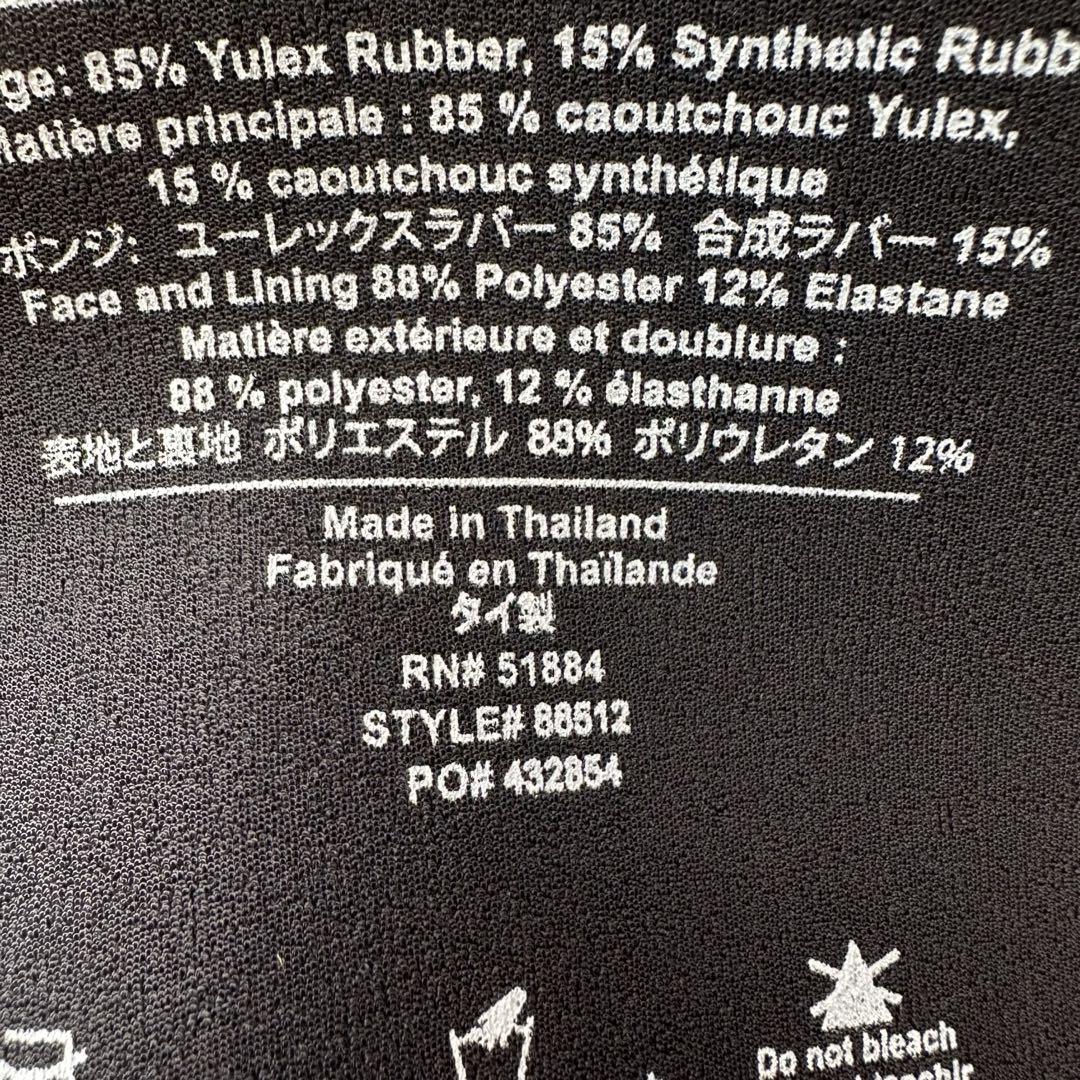 ge: 85% Yulex Rubber, 15% Synthetic Rubb
Matière principale : 85 % caoutchouc Yulex,
15 % caoutchouc synthétique
ポンジ: ユーレックスラバー 85% 合成ラバー 15%
Face and Lining 88% Polyester 12% Elastane
Matière extérieure et doublure :
88 % polyester, 12 % élasthanne
表地と裏地 ポリエステル 88% ポリウレタン 12%
Made in Thailand
Fabriqué en Thaïlande
タイ製
RN# 51884
STYLE# 88512
PO# 432854
Do not bleach